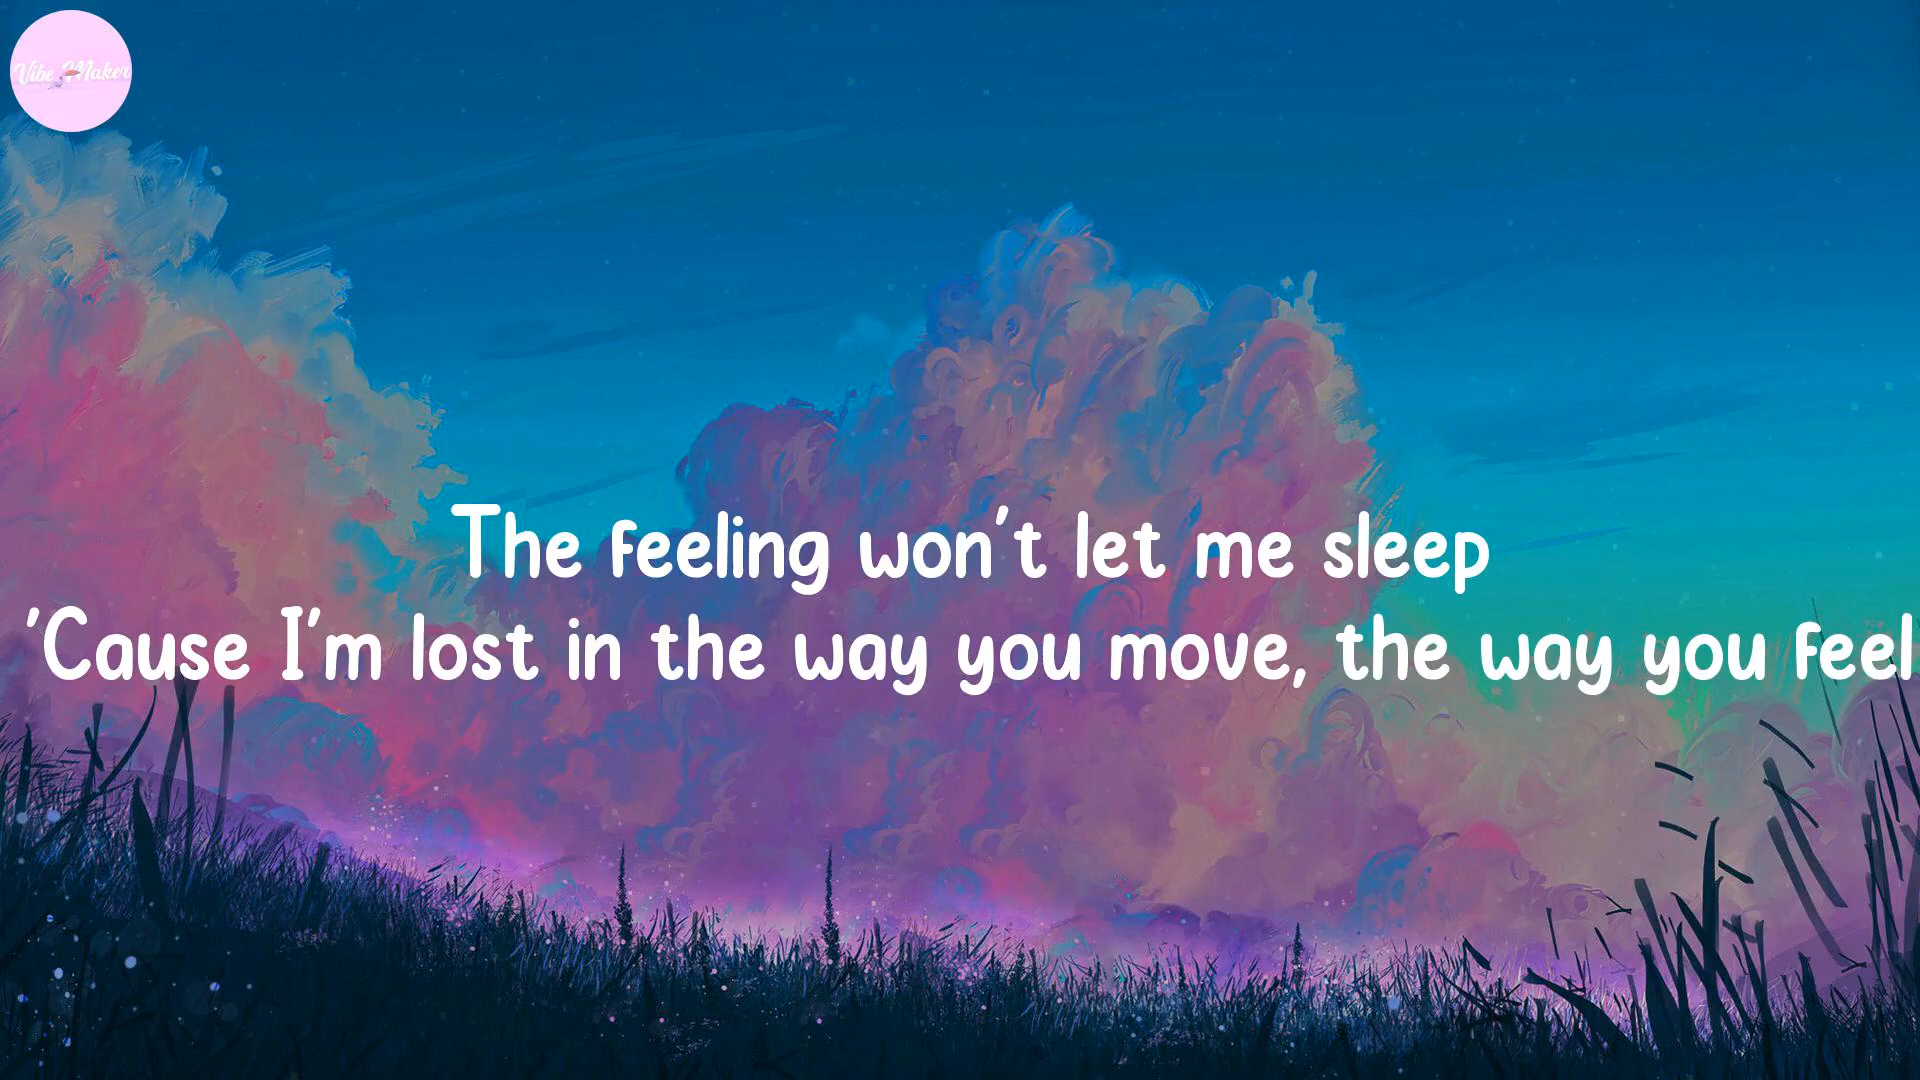 Vibe Maker
The feeling won't let me sleep
'Cause I'm lost in the way you move, the way you feel